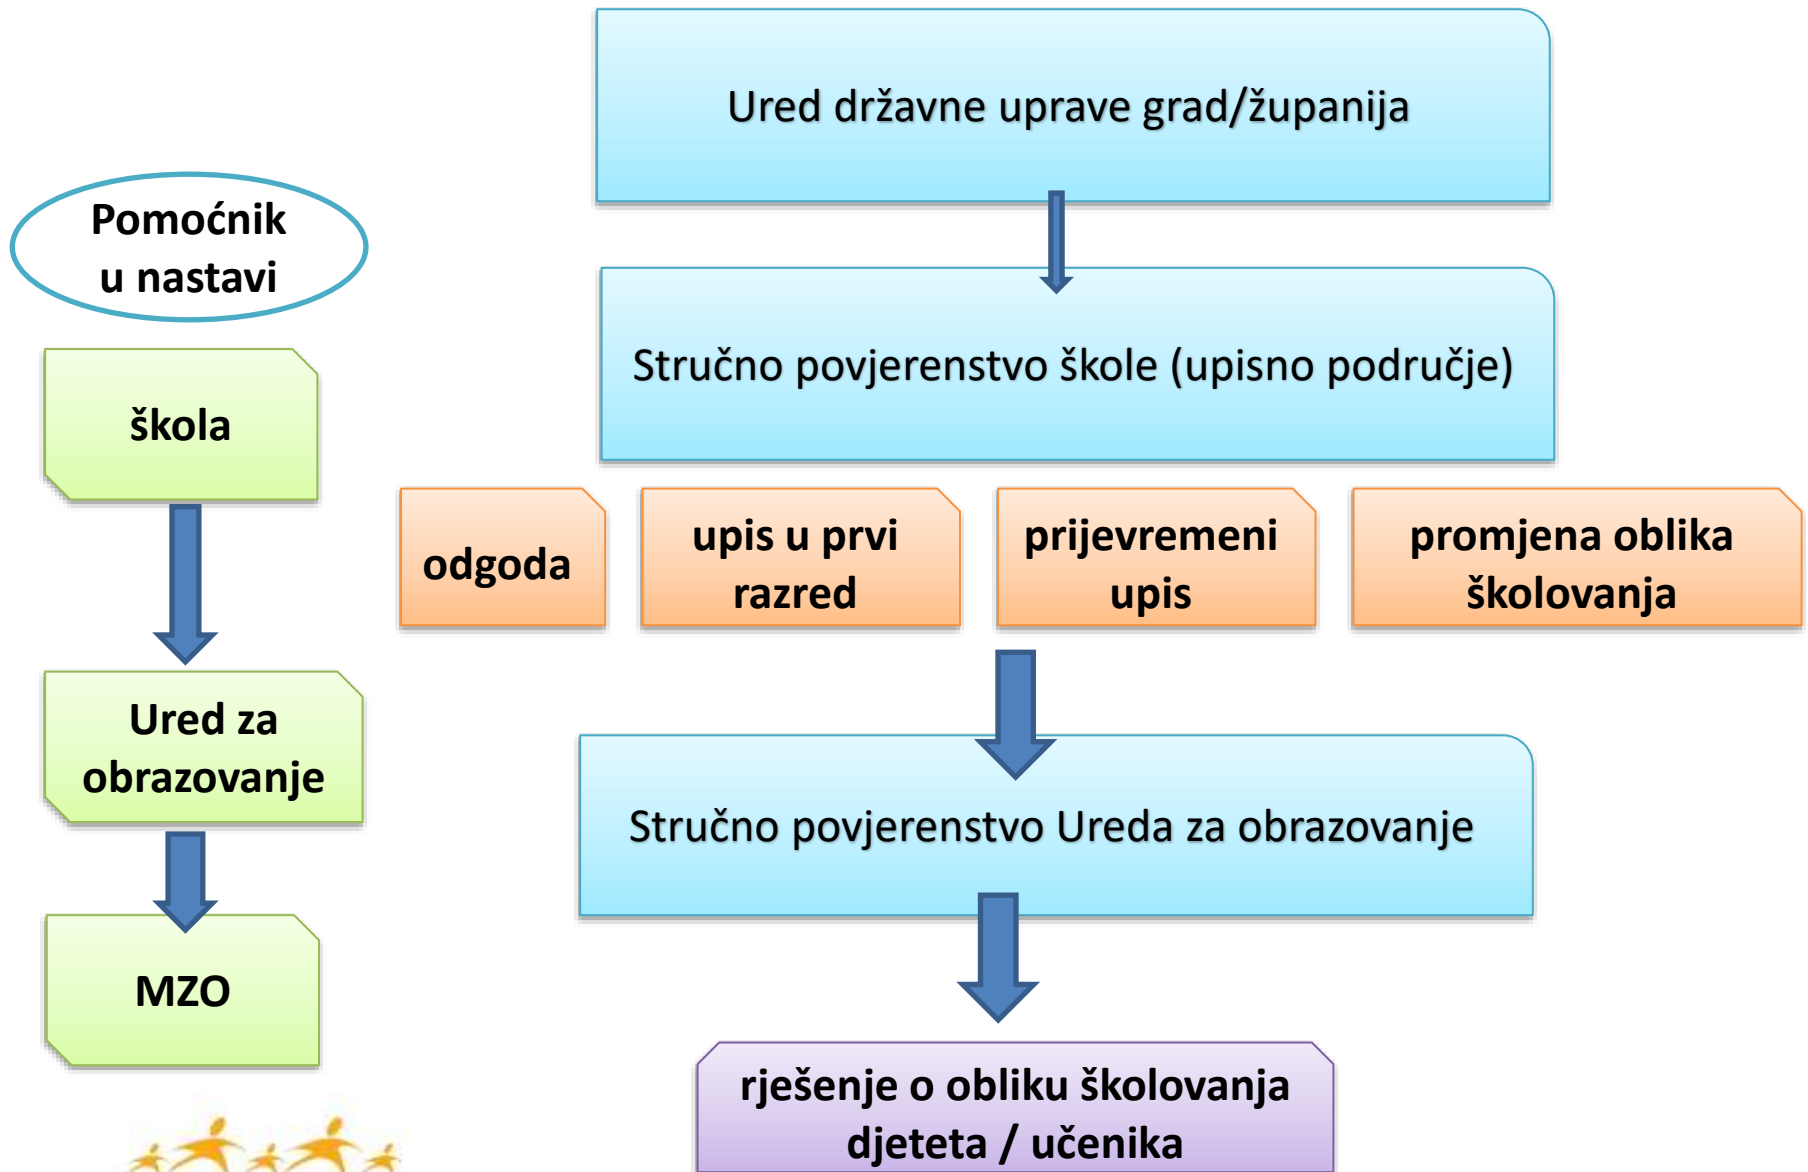 Ured državne uprave grad/županija
Pomoćnik
u nastavi
Stručno povjerenstvo škole (upisno područje)
škola
odgoda
upis u prvi
razred
prijevremeni
upis
promjena oblika
školovanja
Ured za
obrazovanje
Stručno povjerenstvo Ureda za obrazovanje
MZO
rješenje o obliku školovanja
djeteta / učenika